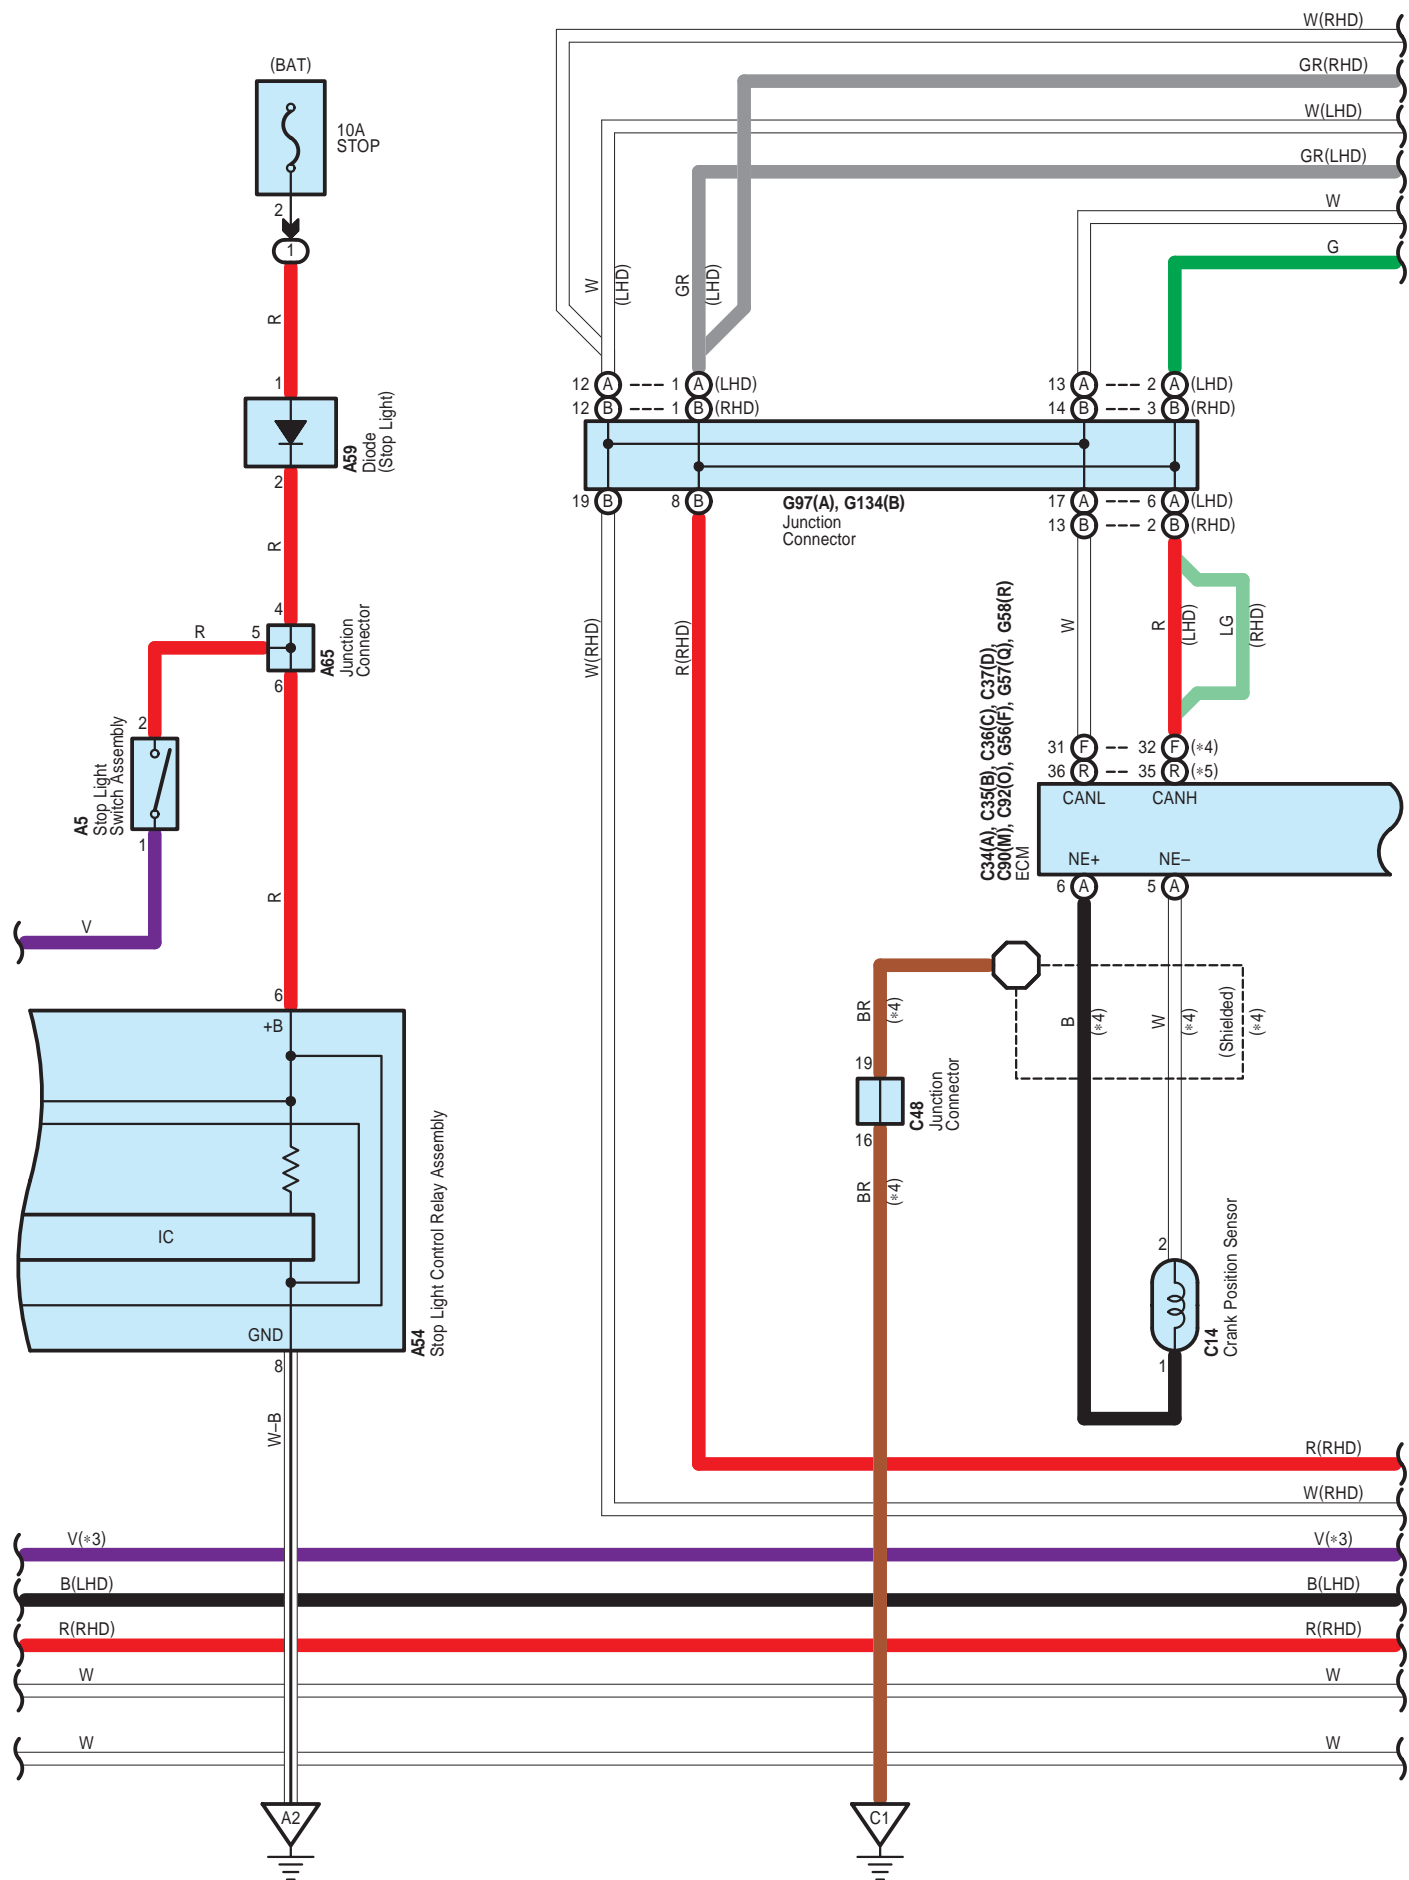 W(RHD)
(BAT)
GR(RHD)
W(LHD)
10A
STOP
GR(LHD)
2
W
1
G
W
(LHD)
GR
(LHD)
R
1
12 A 1 A (LHD)
13 A 2 A (LHD)
12 B 1 B (RHD)
14 B 3 B (RHD)
A59
Diode
(Stop Light)
2
19 B 8 B
G97(A), G134(B)
Junction
Connector
17 A 6 A (LHD)
13 B 2 B (RHD)
R
4
R 5
A65
Junction
Connector
6
W(RHD)
R(RHD)
W
R
(LHD)
LG
(RHD)
2
A5
Stop Light
Switch Assembly
1
31 F 32 F (*4)
36 R 35 R (*5)
CANL CANH
C34(A), C35(B), C36(C), C37(D),
C90(M), C92(O), G56(F), G57(Q), G58(R)
ECM
NE+ NE–
6 A 5 A
R
V
6
+B
BR
(*4)
B
(*4)
W
(*4)
(Shielded)
(*4)
19
C48
Junction
Connector
16
BR
(*4)
IC
GND
A54
Stop Light Control Relay Assembly
8
2
C14
Crank Position Sensor
1
W–B
R(RHD)
W(RHD)
V(*3) V(*3)
B(LHD) B(LHD)
R(RHD) R(RHD)
W W
W W
A2
C1